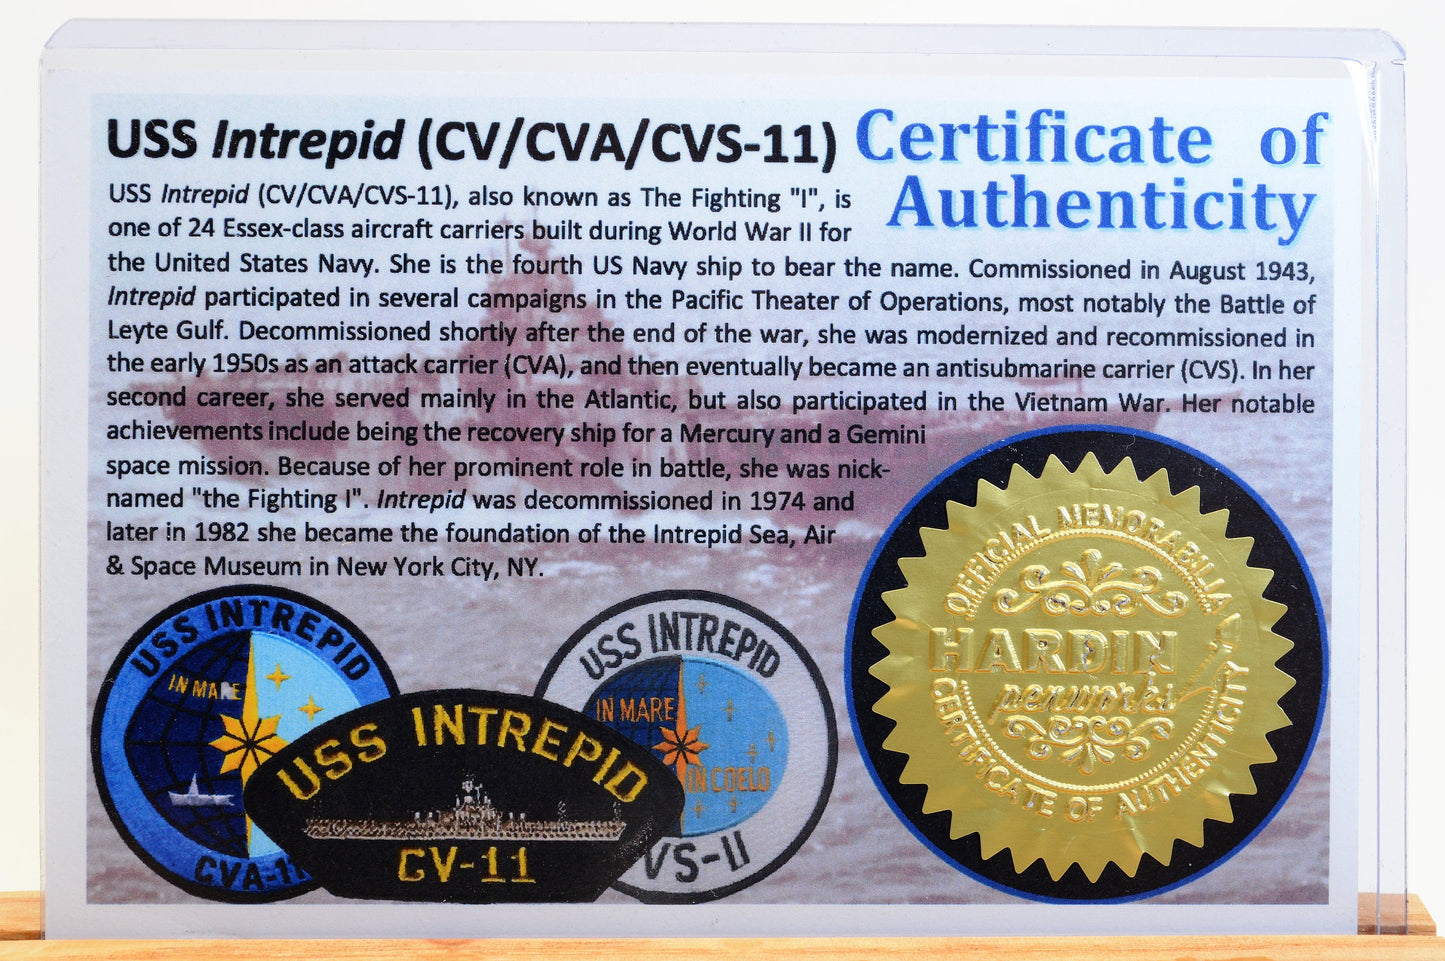 USS Intrepid (CV/CVA/CVS-11)
Certificate of
Authenticity
USS Intrepid (CV/CVA/CVS-11), also known as The Fighting "I", is
one of 24 Essex-class aircraft carriers built during World War II for
the United States Navy. She is the fourth US Navy ship to bear the name. Commissioned in August 1943,
Intrepid participated in several campaigns in the Pacific Theater of Operations, most notably the Battle of
Leyte Gulf. Decommissioned shortly after the end of the war, she was modernized and recommissioned in
the early 1950s as an attack carrier (CVA), and then eventually became an antisubmarine carrier (CVS). In her
second career, she served mainly in the Atlantic, but also participated in the Vietnam War. Her notable
achievements include being the recovery ship for a Mercury and a Gemini
space mission. Because of her prominent role in battle, she was nick-
named "the Fighting I". Intrepid was decommissioned in 1974 and
later in 1982 she became the foundation of the Intrepid Sea, Air
& Space Museum in New York City, NY.
USS INTREPID
IN MARE
CVA-11
USS INTREPID
CV-11
USS INTREPID
IN MARE
IN COELO
VS-11
OFFICIAL MEMORABILIA
HARDIN
penworks
CERTIFICATE OF AUTHENTICITY